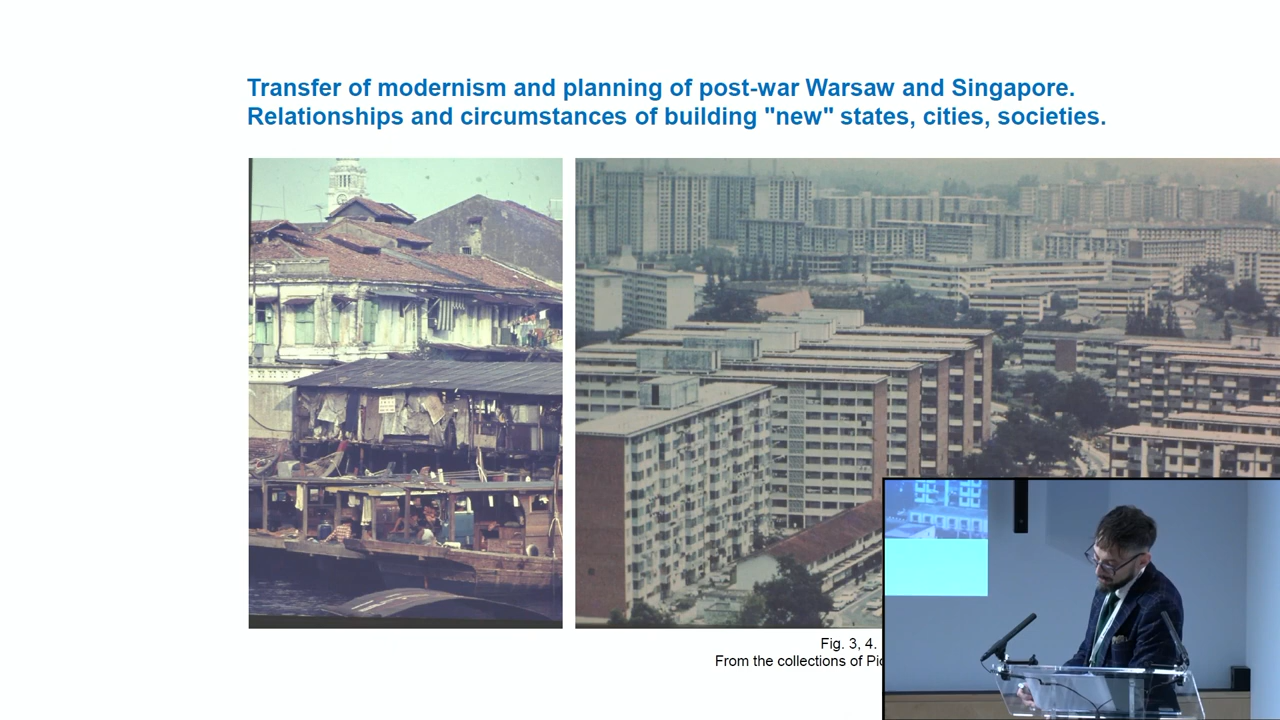 Transfer of modernism and planning of post-war Warsaw and Singapore.
Relationships and circumstances of building "new" states, cities, societies.
Fig. 3, 4.
From the collections of